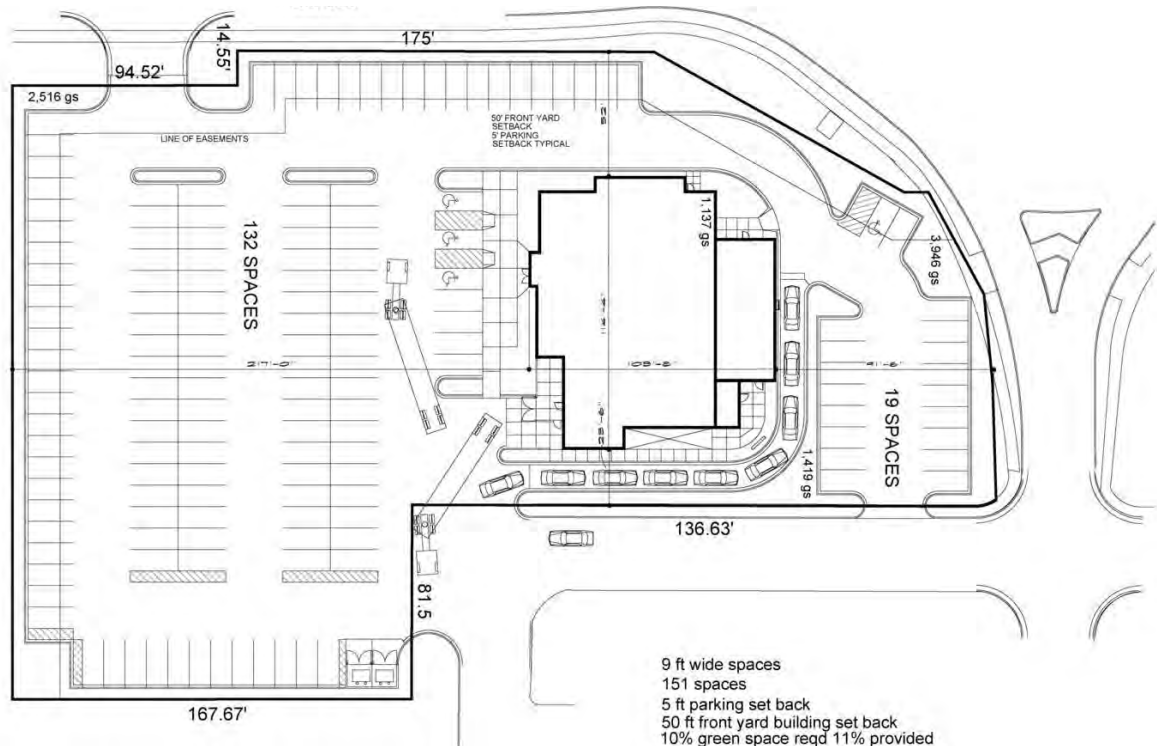 175'
14.55'
94.52'
2,516 gs
LINE OF EASEMENTS
50' FRONT YARD
SETBACK
5' PARKING
SETBACK TYPICAL
1,137 gs
3,946 gs
132 SPACES
19 SPACES
1,419 gs
136.63'
81.5
167.67'
9 ft wide spaces
151 spaces
5 ft parking set back
50 ft front yard building set back
10% green space reqd 11% provided